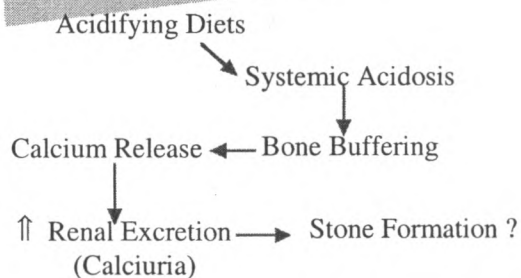 Acidifying Diets
Systemic Acidosis
Calcium Release Bone Buffering
⇑ Renal Excretion Stone Formation ?
(Calciuria)